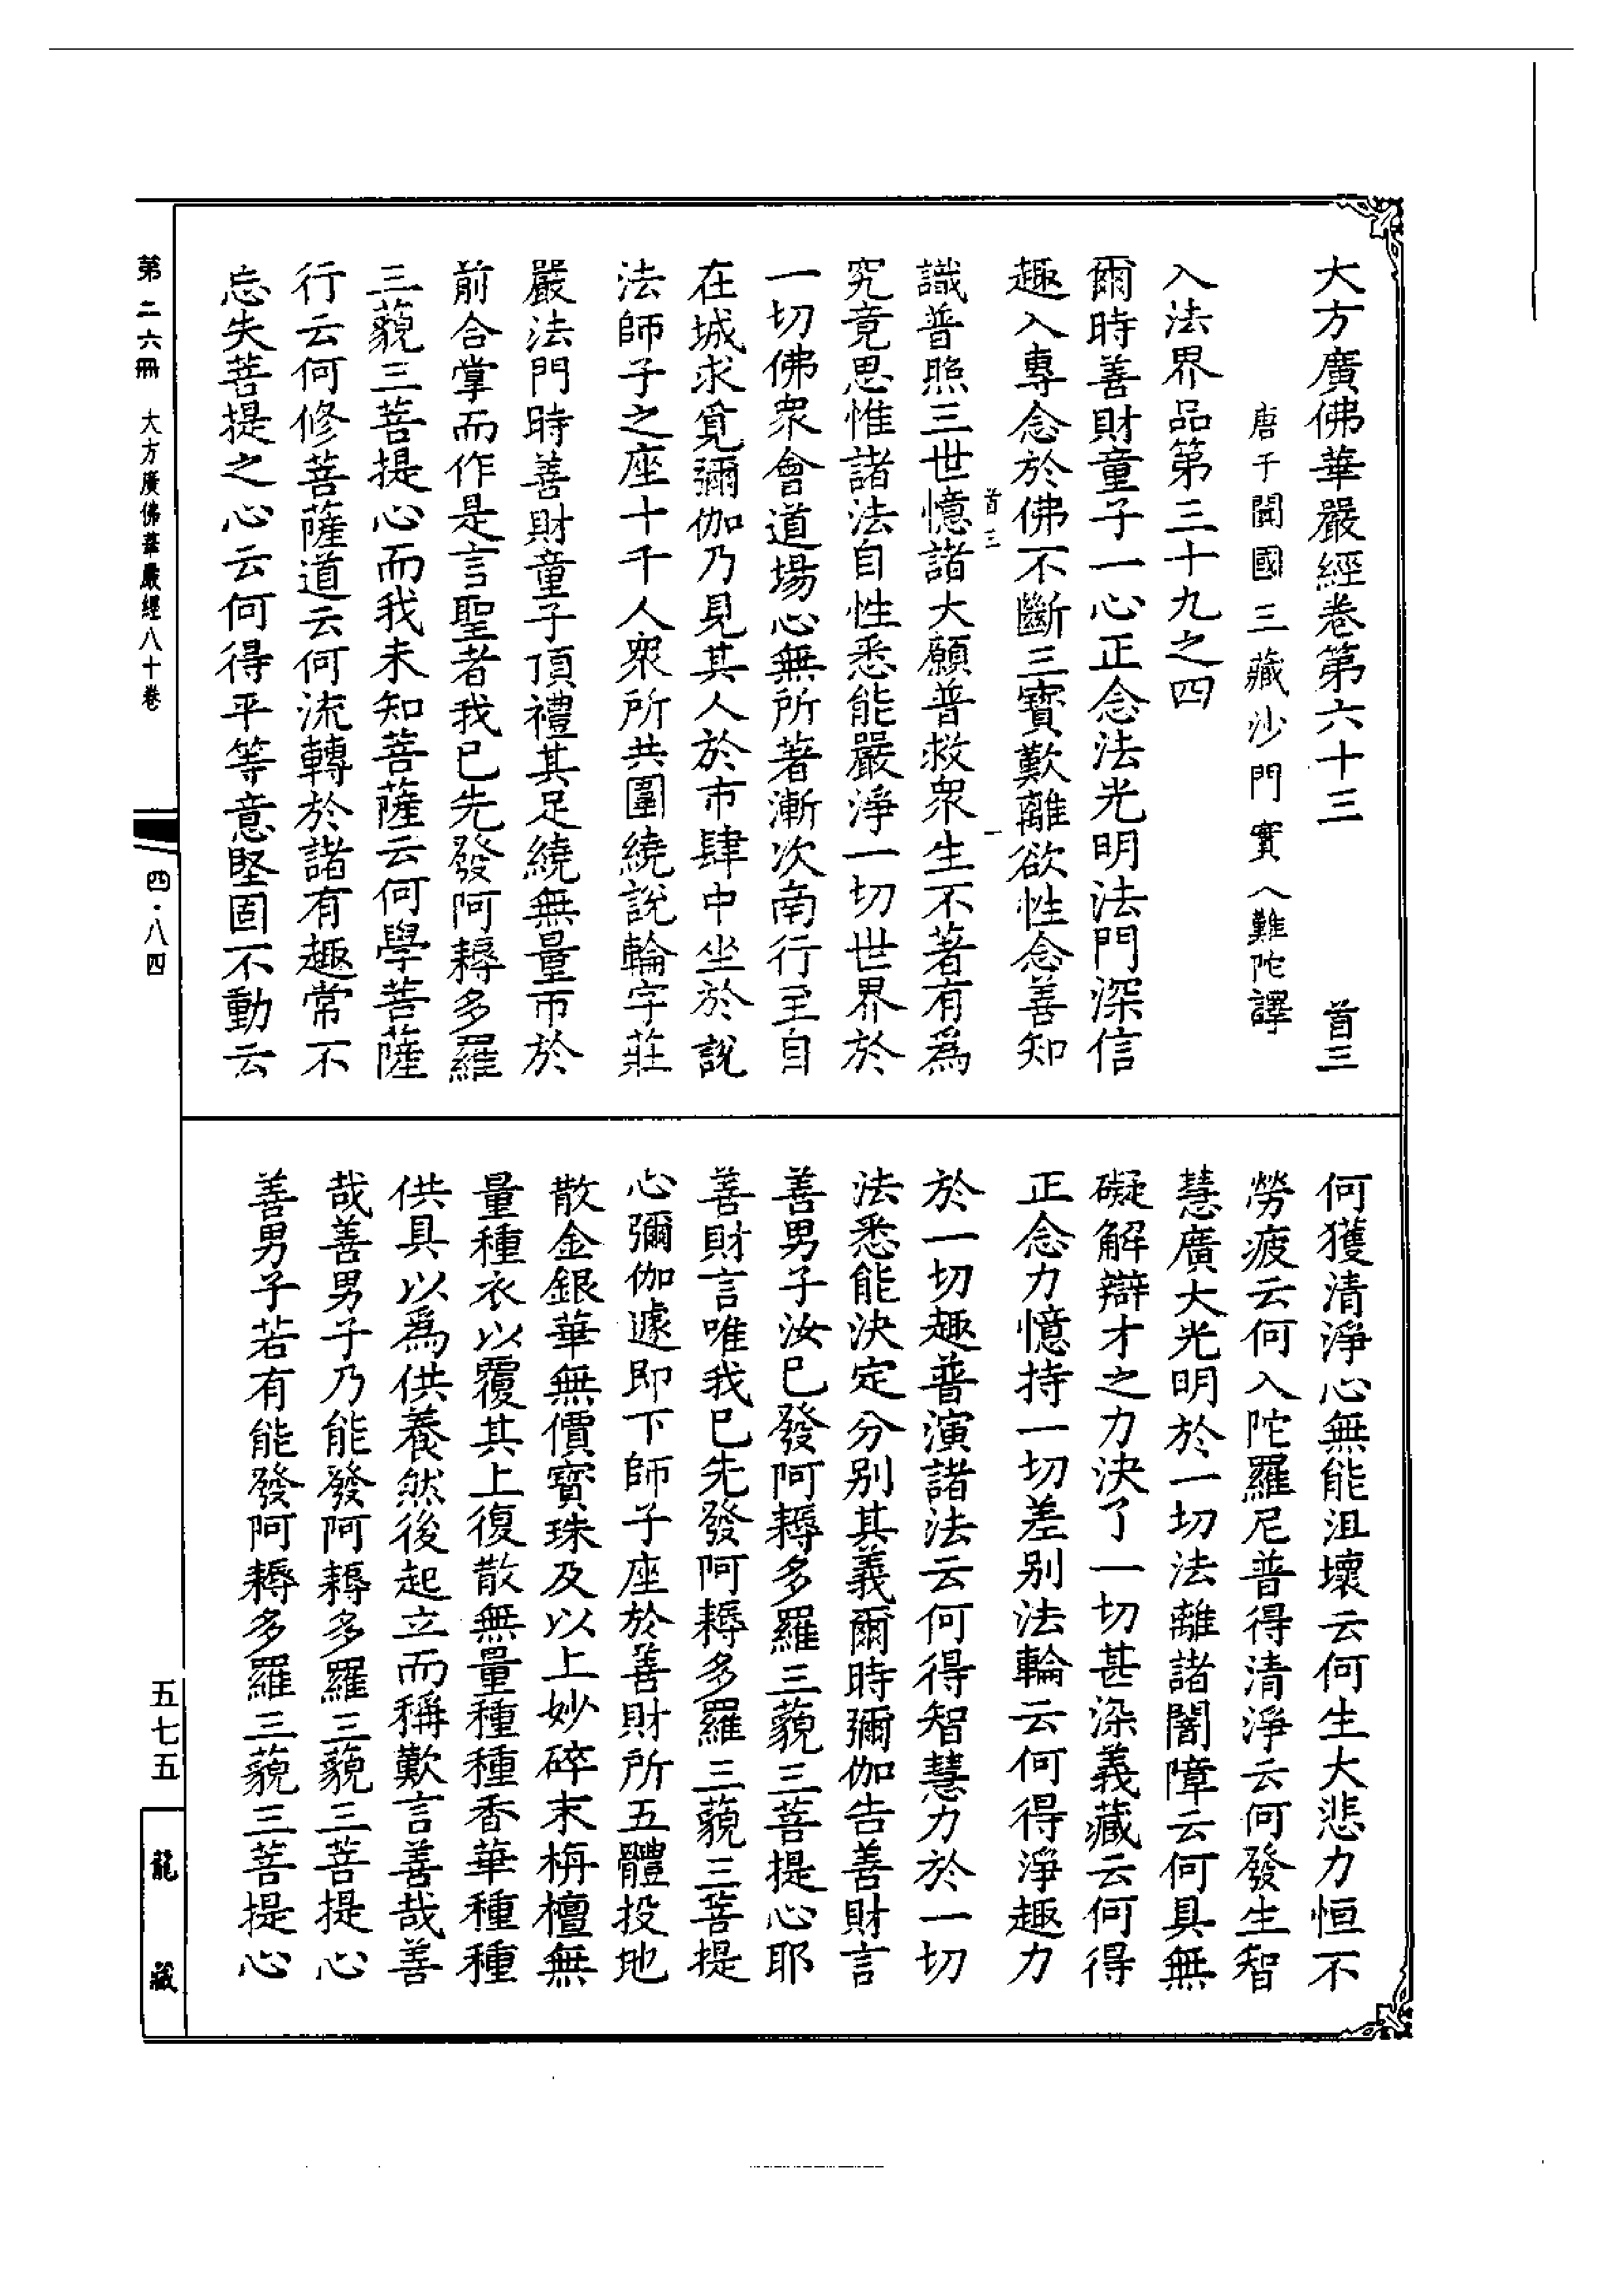 大方廣佛華嚴經卷第六十三 首三
唐于闐國三藏沙門實叉難陀譯
入法界品第三十九之四
爾時善財童子一心正念法光明法門深信
趣入專念於佛不斷三寶歎離欲性念善知
首三 一
識普照三世憶諸大願普救衆生不著有爲
究竟思惟諸法自性悉能嚴淨一切世界於
一切佛衆會道場心無所著漸次南行至自
在城求覓彌伽乃見其人於市肆中坐於說
法師子之座十千人衆所共圍繞說輪字莊
嚴法門時善財童子頂禮其足繞無量帀於
前合掌而作是言聖者我已先發阿耨多羅
三藐三菩提心而我未知菩薩云何學菩薩
行云何修菩薩道云何流轉於諸有趣常不
忘失菩提之心云何得平等意堅固不動云
何獲清淨心無能沮壞云何生大悲力恒不
勞疲云何入陀羅尼普得清淨云何發生智
慧廣大光明於一切法離諸闇障云何具無
礙解辯才之力決了一切甚深義藏云何得
正念力憶持一切差別法輪云何得淨趣力
於一切趣普演諸法云何得智慧力於一切
法悉能決定分別其義爾時彌伽告善財言
善男子汝已發阿耨多羅三藐三菩提心耶
善財言唯我已先發阿耨多羅三藐三菩提
心彌伽遽即下師子座於善財所五體投地
散金銀華無價寶珠及以上妙碎末栴檀無
量種衣以覆其上復散無量種種香華種種
供具以爲供養然後起立而稱歎言善哉善
哉善男子乃能發阿耨多羅三藐三菩提心
善男子若有能發阿耨多羅三藐三菩提心
第二六冊 大方廣佛華嚴經八十卷 四·八四
五七五 龍藏